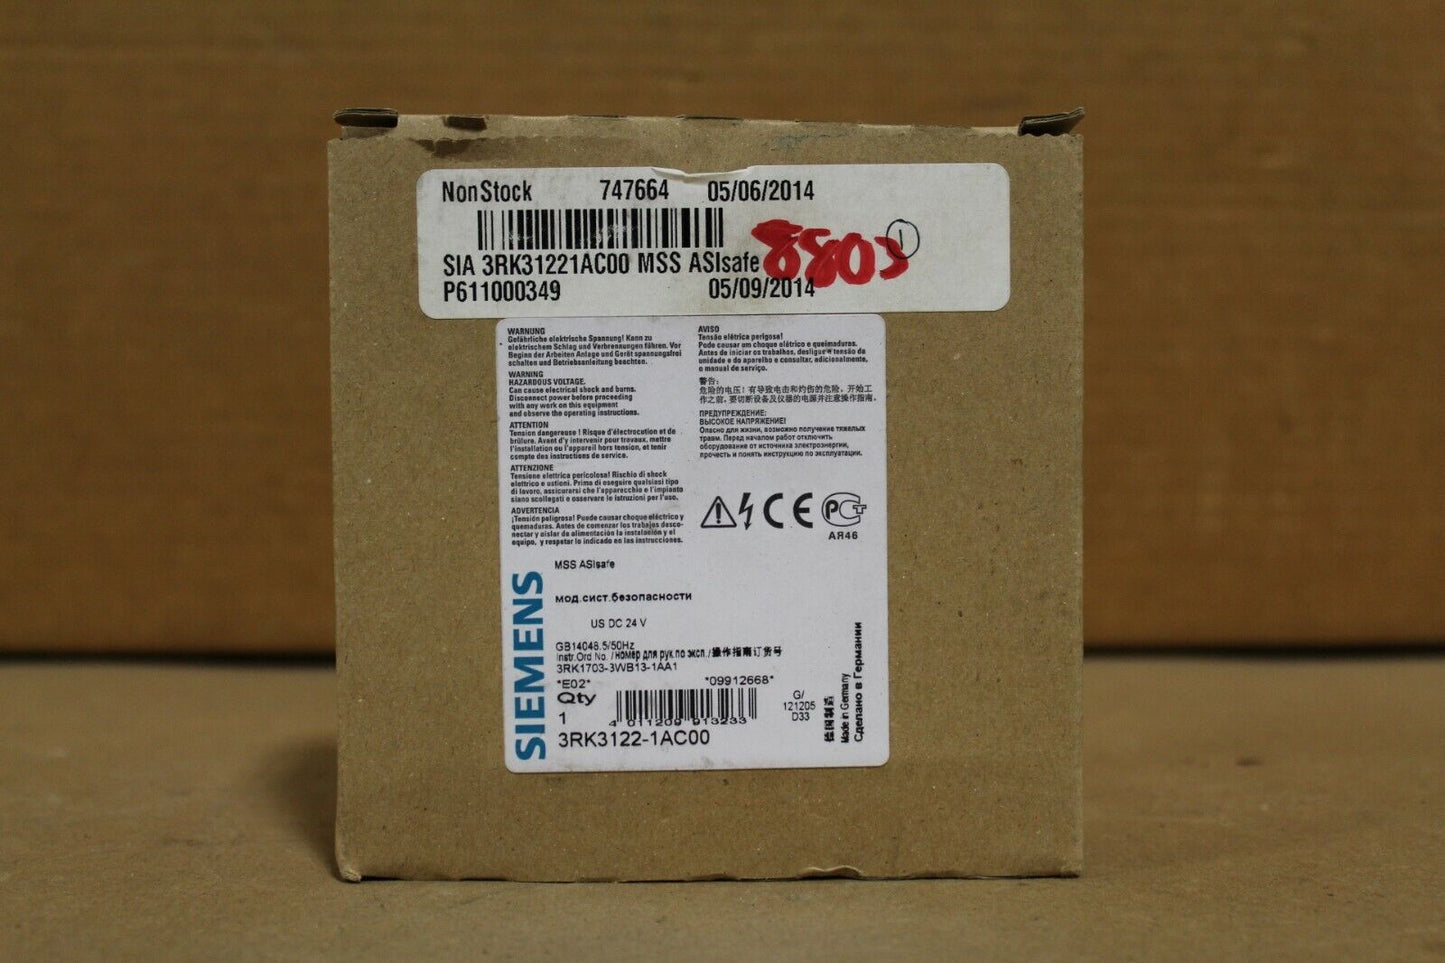 NonStock 747664 05/06/2014
SIA 3RK31221AC00 MSS ASIsafe
8803
1
P611000349 05/09/2014
WARNUNG
Gefährliche elektrische Spannung! Kann zu
elektrischem Schlag und Verbrennungen führen. Vor
Beginn der Arbeiten Anlage und Gerät spannungsfrei
schalten und Betriebsanleitung beachten.
WARNING
HAZARDOUS VOLTAGE.
Can cause electrical shock and burns.
Disconnect power before proceeding
with any work on this equipment
and observe the operating instructions.
ATTENTION
Tension dangereuse ! Risque d'électrocution et de
brûlure. Avant d'y intervenir pour travaux, mettre
l'installation ou l'appareil hors tension, et tenir
compte des instructions de service.
ATTENZIONE
Tensione elettrica pericolosa! Rischio di shock
elettrico e ustioni. Prima di eseguire qualsiasi tipo
di lavoro, assicurarsi che l'apparecchio e l'impianto
siano scollegati e osservare le istruzioni per l'uso.
ADVERTENCIA
¡Tensión peligrosa! Puede causar choque eléctrico y
quemaduras. Antes de comenzar los trabajos desco-
nectar y aislar de alimentación la instalación y el
equipo, y respetar lo indicado en las instrucciones.
AVISO
Tensão elétrica perigosa!
Pode causar um choque elétrico e queimaduras.
Antes de iniciar os trabalhos, desligue a tensão da
unidade e do aparelho e consultar, adicionalmente,
o manual de serviço.
警告:
危险的电压! 有导致电击和灼伤的危险。开始工
作之前, 要切断设备及仪器的电源并注意操作指南。
ПРЕДУПРЕЖДЕНИЕ:
ВЫСОКОЕ НАПРЯЖЕНИЕ!
Опасно для жизни, возможно получение тяжелых
травм. Перед началом работ отключить
оборудование от источника электроэнергии,
прочесть и понять инструкцию по эксплуатации.
CE РСТ
АЯ46
SIEMENS
MSS ASIsafe
мод.сист.безопасности
US DC 24 V
GB14048.5/50Hz
Instr.Ord No. /номер для рук.по эксп./操作指南订货号
3RK1703-3WB13-1AA1
*E02* *09912668*
Qty
1
4 011209 913233
3RK3122-1AC00
G/
121205
D33
德国制造
Made in Germany
Сделано в Германии